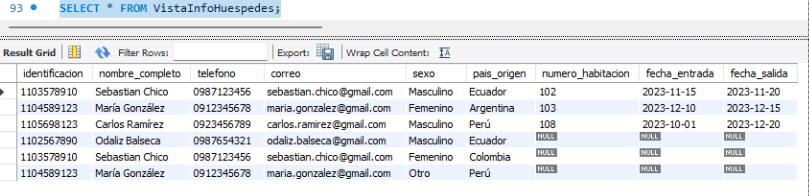 93 SELECT * FROM VistaInfoHuespedes;
Result Grid Filter Rows: Export: Wrap Cell Content: IA
identificacion nombre_completo telefono correo sexo pais_origen numero_habitacion fecha_entrada fecha_salida
1103578910 Sebastian Chico 0987123456 sebastian.chico@gmail.com Masculino Ecuador 102 2023-11-15 2023-11-20
1104589123 María González 0912345678 maria.gonzalez@gmail.com Femenino Argentina 103 2023-12-10 2023-12-15
1105698123 Carlos Ramírez 0923456789 carlos.ramirez@gmail.com Masculino Perú 108 2023-10-01 2023-12-20
1102567890 Odaliz Balseca 0987654321 odaliz.balseca@gmail.com Masculino Ecuador NULL NULL NULL
1103578910 Sebastian Chico 0987123456 sebastian.chico@gmail.com Femenino Colombia NULL NULL NULL
1104589123 María González 0912345678 maria.gonzalez@gmail.com Otro Perú NULL NULL NULL